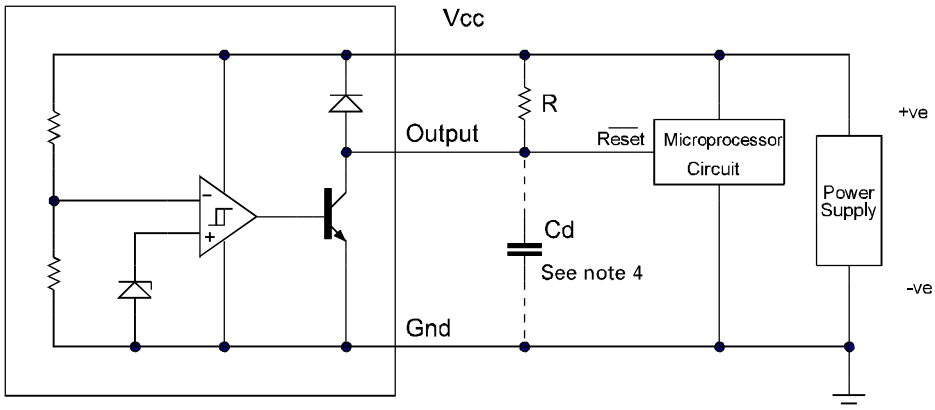 Vcc
R
+ve
Output
Reset
Microprocessor
Circuit
Power
Supply
−
+
Cd
See note 4
-ve
Gnd